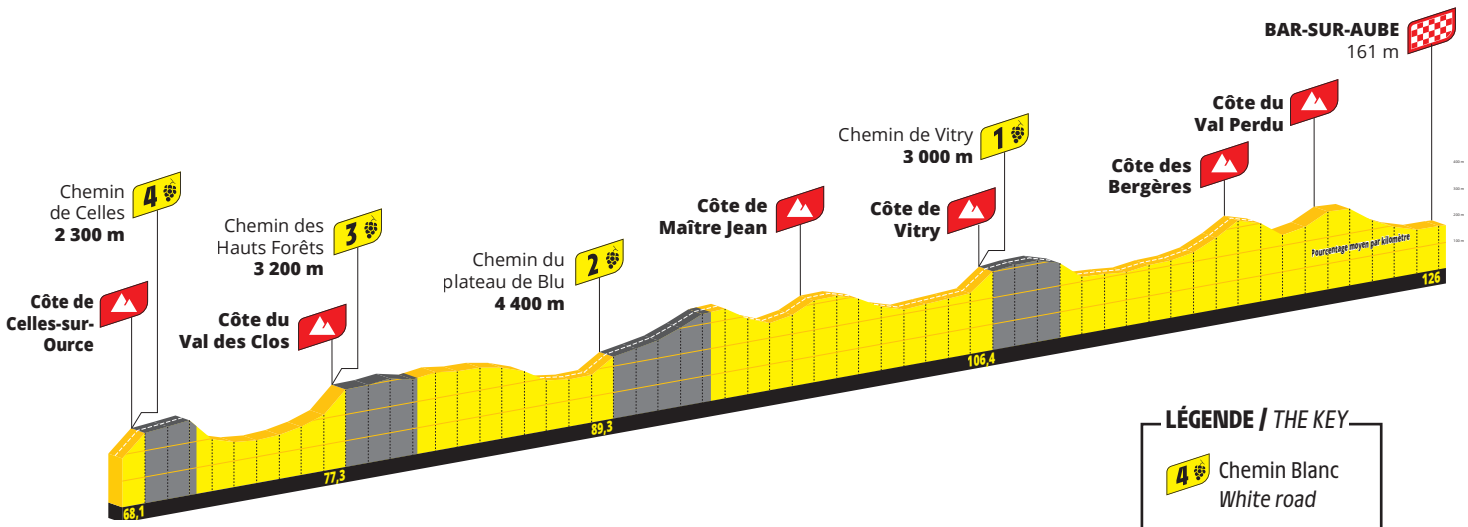 BAR-SUR-AUBE
161 m
Côte du
Val Perdu
Chemin de Vitry
3 000 m
1
Côte des
Bergères
Chemin
de Celles
2 300 m
4
Côte de
Maître Jean
Côte de
Vitry
Chemin des
Hauts Forêts
3 200 m
3
Chemin du
plateau de Blu
4 400 m
2
Côte de
Celles-sur-
Ource
Côte du
Val des Clos
Pourcentage moyen par kilomètre
68,1
77,3
89,3
106,4
126
LÉGENDE / THE KEY
4
Chemin Blanc
White road